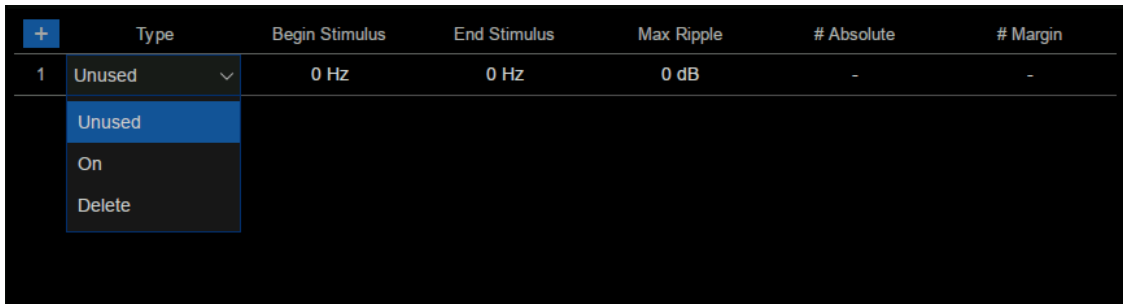 + Type Begin Stimulus End Stimulus Max Ripple # Absolute # Margin
1 Unused 0 Hz 0 Hz 0 dB - -
Unused
On
Delete